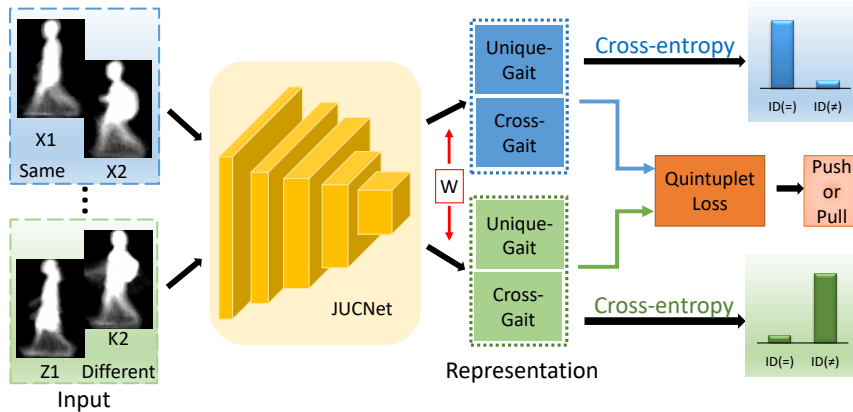 X1
Same
X2
K2
Z1
Different
Input
JUCNet
W
Unique-
Gait
Cross-
Gait
Unique-
Gait
Cross-
Gait
Representation
Cross-entropy
ID(=)
ID(≠)
Quintuplet
Loss
Push
or
Pull
Cross-entropy
ID(=)
ID(≠)